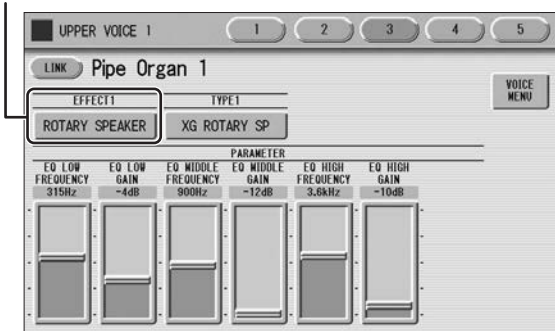 UPPER VOICE 1 1 2 3 4 5
LINK Pipe Organ 1
VOICE
MENU
EFFECT1 TYPE1
ROTARY SPEAKER XG ROTARY SP
PARAMETER
EQ LOW EQ LOW EQ MIDDLE EQ MIDDLE EQ HIGH EQ HIGH
FREQUENCY GAIN FREQUENCY GAIN FREQUENCY GAIN
315Hz -4dB 900Hz -12dB 3.6kHz -10dB